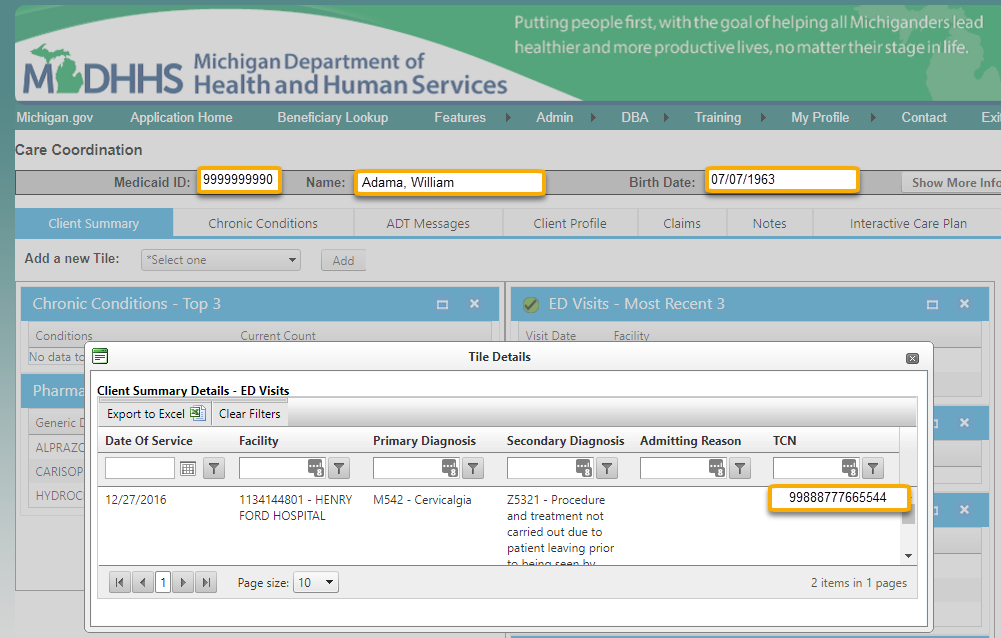 Putting people first, with the goal of helping all Michiganders lead
healthier and more productive lives, no matter their stage in life.
MDHHS
Michigan Department of
Health and Human Services
Michigan.gov Application Home Beneficiary Lookup Features Admin DBA Training My Profile Contact
Care Coordination
Medicaid ID: 9999999990 Name: Adama, William Birth Date: 07/07/1963 Show More Info
Client Summary Chronic Conditions ADT Messages Client Profile Claims Notes Interactive Care Plan
Add a new Tile: *Select one Add
Chronic Conditions - Top 3 ED Visits - Most Recent 3
Conditions Current Count Visit Date Facility
No data to
Tile Details
Pharma
Generic
ALPRAZO
CARISOP
HYDROC
Client Summary Details - ED Visits
Export to Excel Clear Filters
Date Of Service Facility Primary Diagnosis Secondary Diagnosis Admitting Reason TCN
12/27/2016 1134144801 - HENRY M542 - Cervicalgia Z5321 - Procedure 99888777665544
FORD HOSPITAL and treatment not
carried out due to
patient leaving prior
to being seen by
1 Page size: 10 2 items in 1 pages